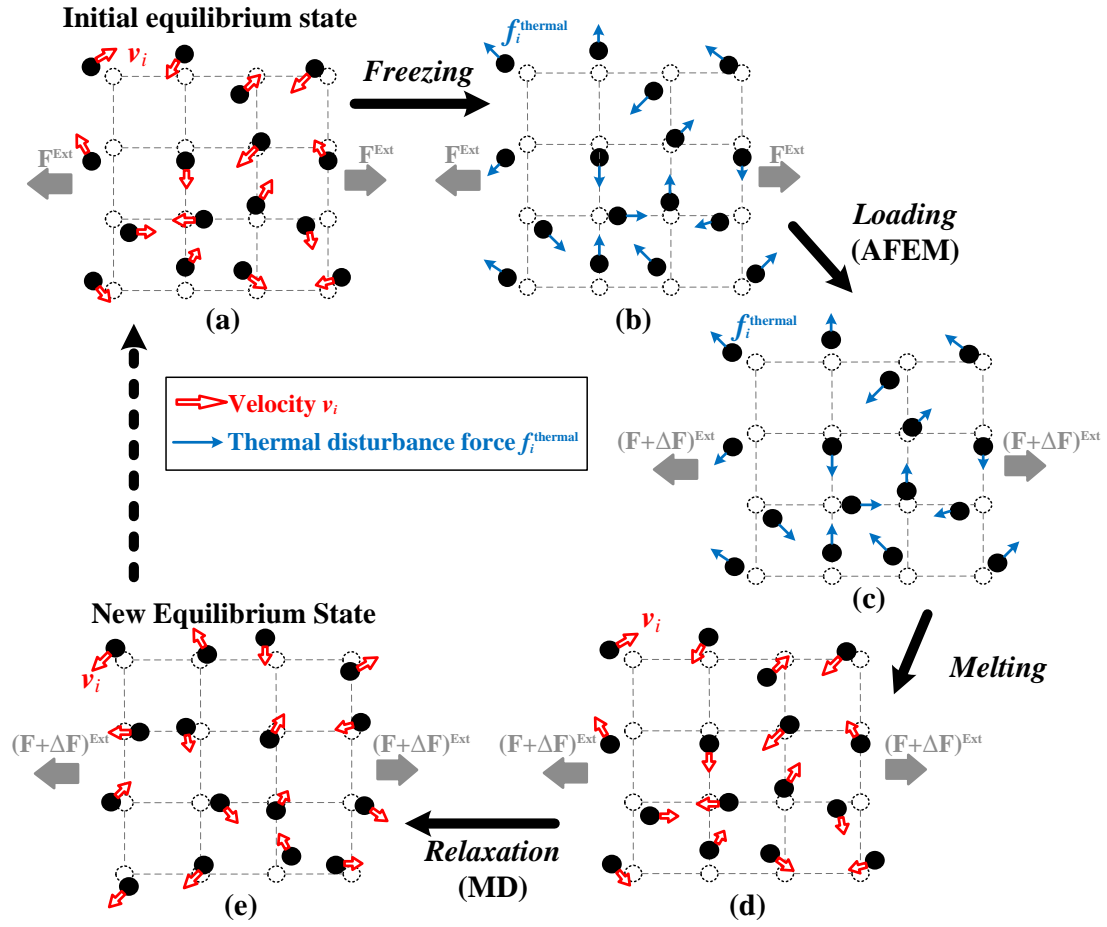 Initial equilibrium state
v_i
Freezing
f_i^thermal
F^Ext
F^Ext
F^Ext
F^Ext
(a)
(b)
Loading
(AFEM)
f_i^thermal
Velocity v_i
Thermal disturbance force f_i^thermal
(F+ΔF)^Ext
(F+ΔF)^Ext
(c)
New Equilibrium State
v_i
v_i
Melting
(F+ΔF)^Ext
(F+ΔF)^Ext
(F+ΔF)^Ext
(F+ΔF)^Ext
Relaxation
(MD)
(e)
(d)